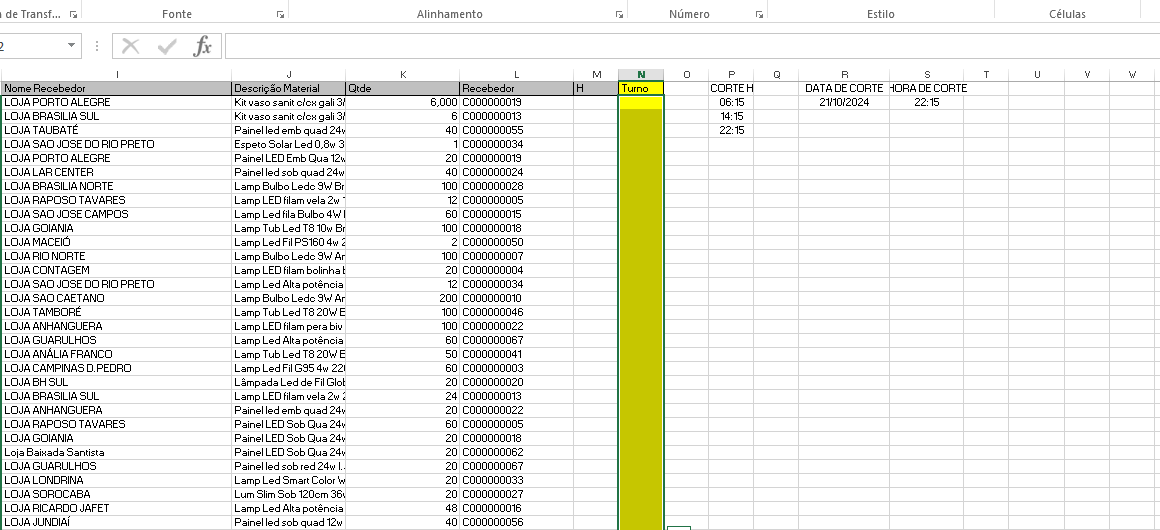 de Transf... Fonte Alinhamento Número Estilo Células
2 fx
I J K L M N O P Q R S T U V W
Nome Recebedor Descrição Material Qtde Recebedor H Turno CORTE H DATA DE CORTE HORA DE CORTE
LOJA PORTO ALEGRE Kit vaso sanit c/cx gali 3/ 6,000 C000000019 06:15 21/10/2024 22:15
LOJA BRASILIA SUL Kit vaso sanit c/cx gali 3/ 6 C000000013 14:15
LOJA TAUBATÉ Painel led emb quad 24w 40 C000000055 22:15
LOJA SAO JOSE DO RIO PRETO Espeto Solar Led 0,8w 3 1 C000000034
LOJA PORTO ALEGRE Painel LED Emb Qua 12w 20 C000000019
LOJA LAR CENTER Painel led sob quad 24w 40 C000000024
LOJA BRASILIA NORTE Lamp Bulbo Ledc 9W Br 100 C000000028
LOJA RAPOSO TAVARES Lamp LED filam vela 2w 12 C000000005
LOJA SAO JOSE CAMPOS Lamp Led fila Bulbo 4W 60 C000000015
LOJA GOIANIA Lamp Tub Led T8 10w Br 100 C000000018
LOJA MACEIÓ Lamp Led Fil PS160 4w 2 2 C000000050
LOJA RIO NORTE Lamp Bulbo Ledc 9W Am 100 C000000007
LOJA CONTAGEM Lamp LED filam bolinha b 20 C000000004
LOJA SAO JOSE DO RIO PRETO Lamp Led Alta potência 12 C000000034
LOJA SAO CAETANO Lamp Bulbo Ledc 9W Am 200 C000000010
LOJA TAMBORÉ Lamp Tub Led T8 20W B 100 C000000046
LOJA ANHANGUERA Lamp LED filam pera biv 100 C000000022
LOJA GUARULHOS Lamp Led Alta potência 60 C000000067
LOJA ANÁLIA FRANCO Lamp Tub Led T8 20W B 50 C000000041
LOJA CAMPINAS D.PEDRO Lamp Led Fil G95 4w 220 60 C000000003
LOJA BH SUL Lâmpada Led de Fil Glob 20 C000000020
LOJA BRASILIA SUL Lamp LED filam vela 2w 2 24 C000000013
LOJA ANHANGUERA Painel led emb quad 24w 20 C000000022
LOJA RAPOSO TAVARES Painel LED Sob Qua 24w 60 C000000005
LOJA GOIANIA Painel LED Sob Qua 24w 20 C000000018
Loja Baixada Santista Painel LED Sob Qua 24w 20 C000000062
LOJA GUARULHOS Painel led sob red 24w l. 20 C000000067
LOJA LONDRINA Lamp Led Smart Color W 20 C000000033
LOJA SOROCABA Lum Slim Sob 120cm 36w 20 C000000027
LOJA RICARDO JAFET Lamp Led Alta potência 48 C000000016
LOJA JUNDIAÍ Painel led sob quad 12w 40 C000000056